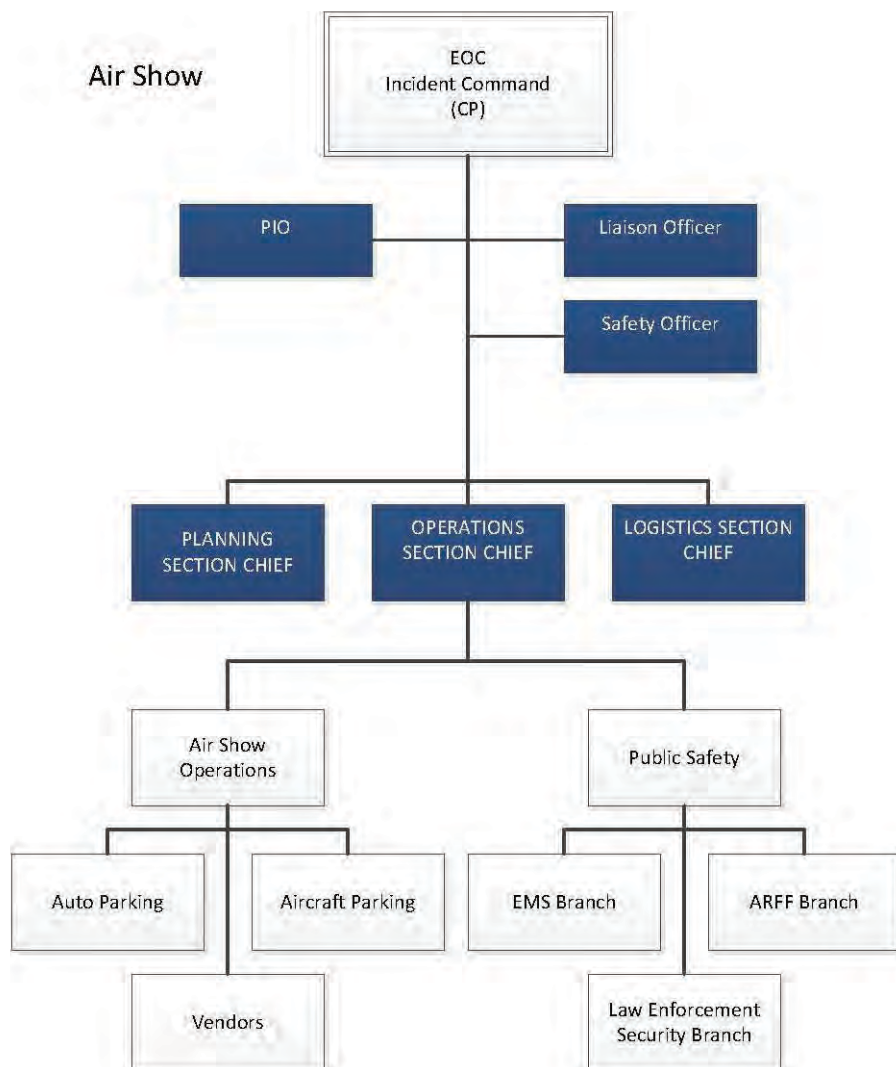 Air Show
EOC
Incident Command
(CP)
PIO
Liaison Officer
Safety Officer
PLANNING
SECTION CHIEF
OPERATIONS
SECTION CHIEF
LOGISTICS SECTION
CHIEF
Air Show
Operations
Public Safety
Auto Parking
Aircraft Parking
EMS Branch
ARFF Branch
Vendors
Law Enforcement
Security Branch